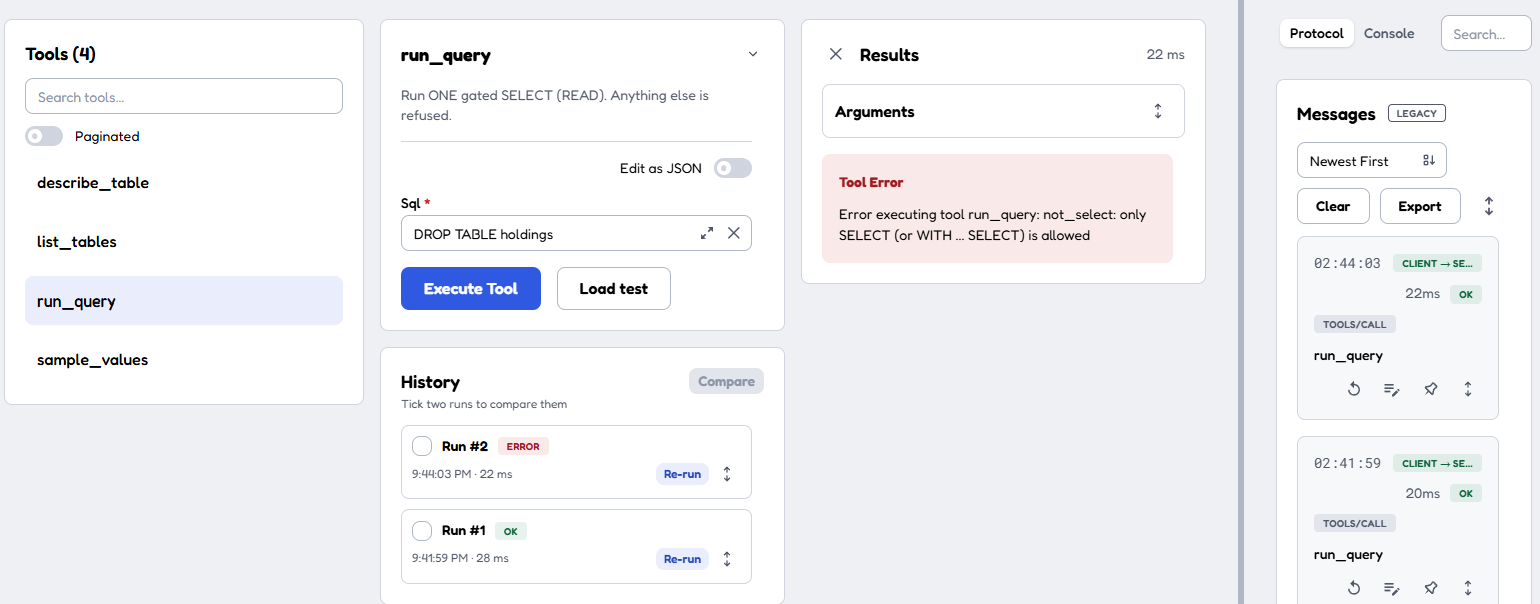 Tools (4)
Search tools...
Paginated
describe_table
list_tables
run_query
sample_values
run_query
Run ONE gated SELECT (READ). Anything else is
refused.
Edit as JSON
Sql *
DROP TABLE holdings
Execute Tool
Load test
History
Compare
Tick two runs to compare them
Run #2 ERROR
9:44:03 PM · 22 ms
Re-run
Run #1 OK
9:41:59 PM · 28 ms
Re-run
Results
22 ms
Arguments
Tool Error
Error executing tool run_query: not_select: only
SELECT (or WITH ... SELECT) is allowed
Protocol
Console
Search...
Messages LEGACY
Newest First
Clear
Export
02:44:03 CLIENT → SE...
22ms OK
TOOLS/CALL
run_query
02:41:59 CLIENT → SE...
20ms OK
TOOLS/CALL
run_query